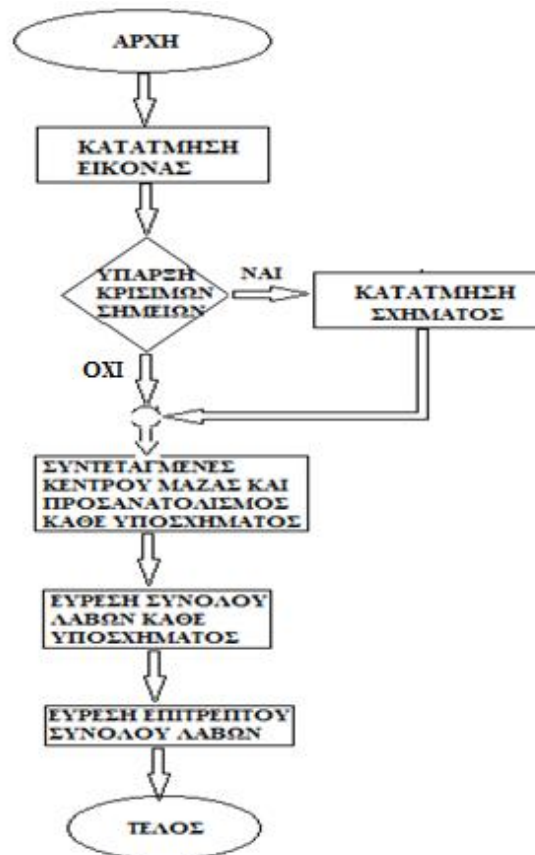 ΑΡΧΗ
ΚΑΤΑΤΜΗΣΗ
ΕΙΚΟΝΑΣ
ΥΠΑΡΞΗ
ΚΡΙΣΙΜΩΝ
ΣΗΜΕΙΩΝ
ΝΑΙ
ΚΑΤΑΤΜΗΣΗ
ΣΧΗΜΑΤΟΣ
ΟΧΙ
ΣΥΝΤΕΤΑΓΜΕΝΕΣ
ΚΕΝΤΡΟΥ ΜΑΖΑΣ ΚΑΙ
ΠΡΟΣΑΝΑΤΟΛΙΣΜΟΣ
ΚΑΘΕ ΥΠΟΣΧΗΜΑΤΟΣ
ΕΥΡΕΣΗ ΣΥΝΟΛΟΥ
ΛΑΒΩΝ ΚΑΘΕ
ΥΠΟΣΧΗΜΑΤΟΣ
ΕΥΡΕΣΗ ΕΠΙΤΡΕΠΤΟΥ
ΣΥΝΟΛΟΥ ΛΑΒΩΝ
ΤΕΛΟΣ